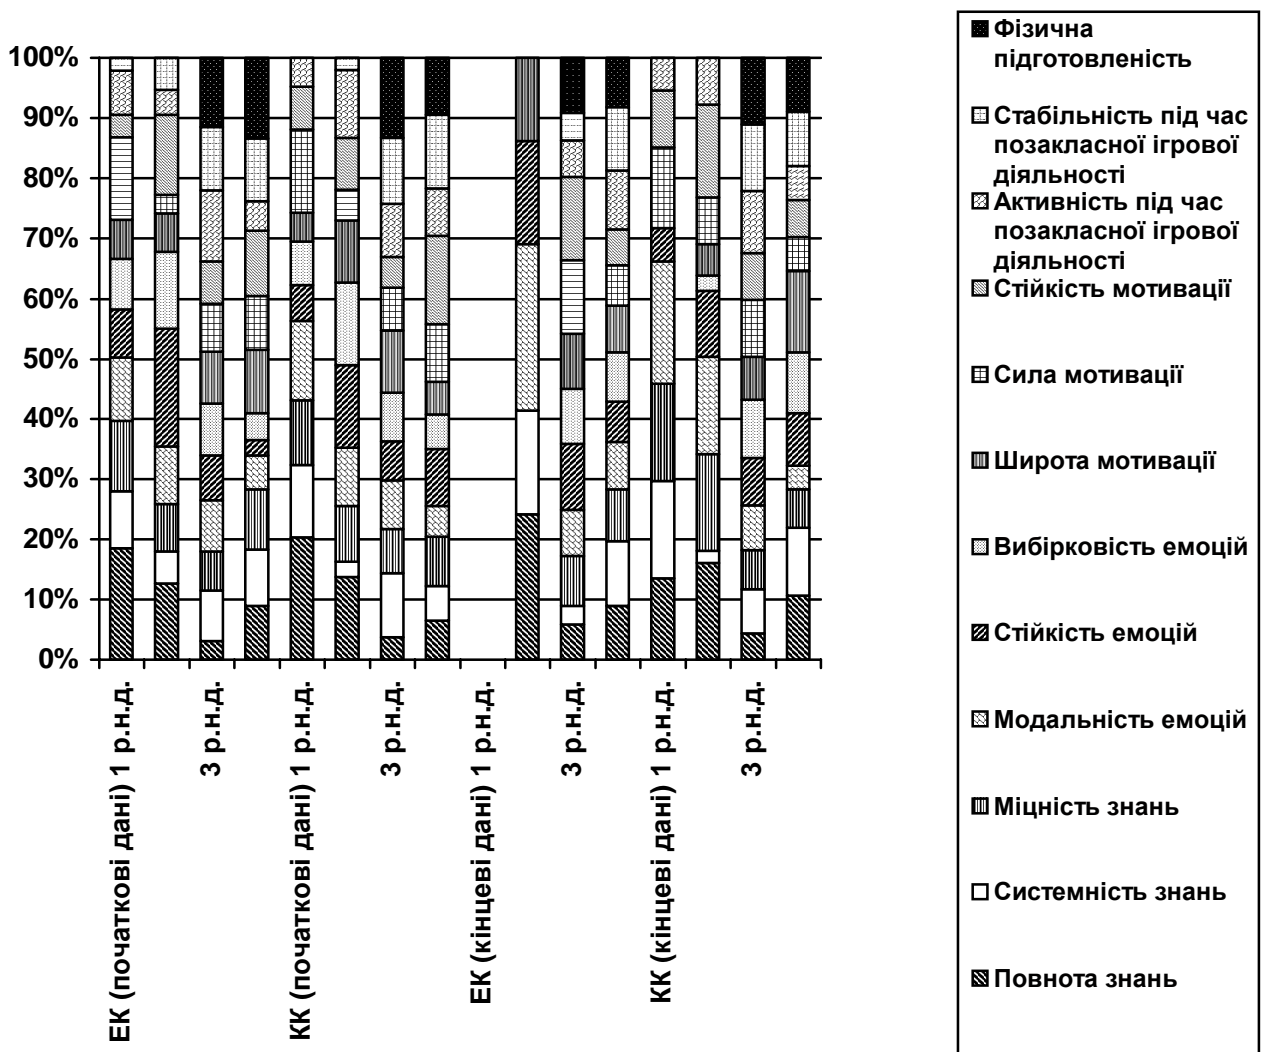 100%
90%
80%
70%
60%
50%
40%
30%
20%
10%
0%
ЕК (початкові дані) 1 р.н.д.
3 р.н.д.
КК (початкові дані) 1 р.н.д.
3 р.н.д.
ЕК (кінцеві дані) 1 р.н.д.
3 р.н.д.
КК (кінцеві дані) 1 р.н.д.
3 р.н.д.
Фізична
підготовленість
Стабільність під час
позакласної ігрової
діяльності
Активність під час
позакласної ігрової
діяльності
Стійкість мотивації
Сила мотивації
Широта мотивації
Вибірковість емоцій
Стійкість емоцій
Модальність емоцій
Міцність знань
Системність знань
Повнота знань